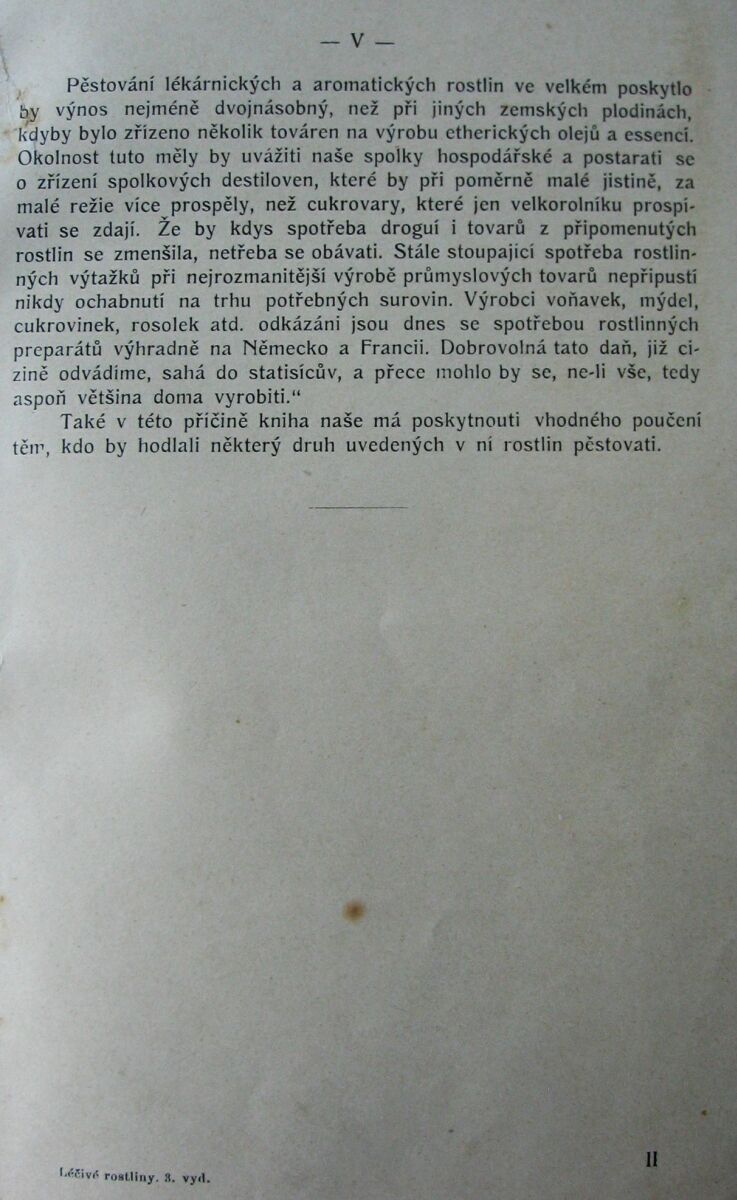 — V —
Pěstování lékárnických a aromatických rostlin ve velkém poskytlo
by výnos nejméně dvojnásobný, než při jiných zemských plodinách,
kdyby bylo zřízeno několik továren na výrobu etherických olejů a essencí.
Okolnost tuto měly by uvážiti naše spolky hospodářské a postarati se
o zřízení spolkových destiloven, které by při poměrně malé jistině, za
malé režie více prospěly, než cukrovary, které jen velkorolníku prospí-
vati se zdají. Že by kdys spotřeba droguí i tovarů z připomenutých
rostlin se zmenšila, netřeba se obávati. Stále stoupající spotřeba rostlin-
ných výtažků při nejrozmanitější výrobě průmyslových tovarů nepřipustí
nikdy ochabnutí na trhu potřebných surovin. Výrobci voňavek, mýdel,
cukrovinek, rosolek atd. odkázáni jsou dnes se spotřebou rostlinných
preparátů výhradně na Německo a Francii. Dobrovolná tato daň, již ci-
zině odvádíme, sahá do statisícův, a přece mohlo by se, ne-li vše, tedy
aspoň většina doma vyrobiti.“
Také v této příčině kniha naše má poskytnouti vhodného poučení
těm, kdo by hodlali některý druh uvedených v ní rostlin pěstovati.
Léčivé rostliny. 3. vyd.
II